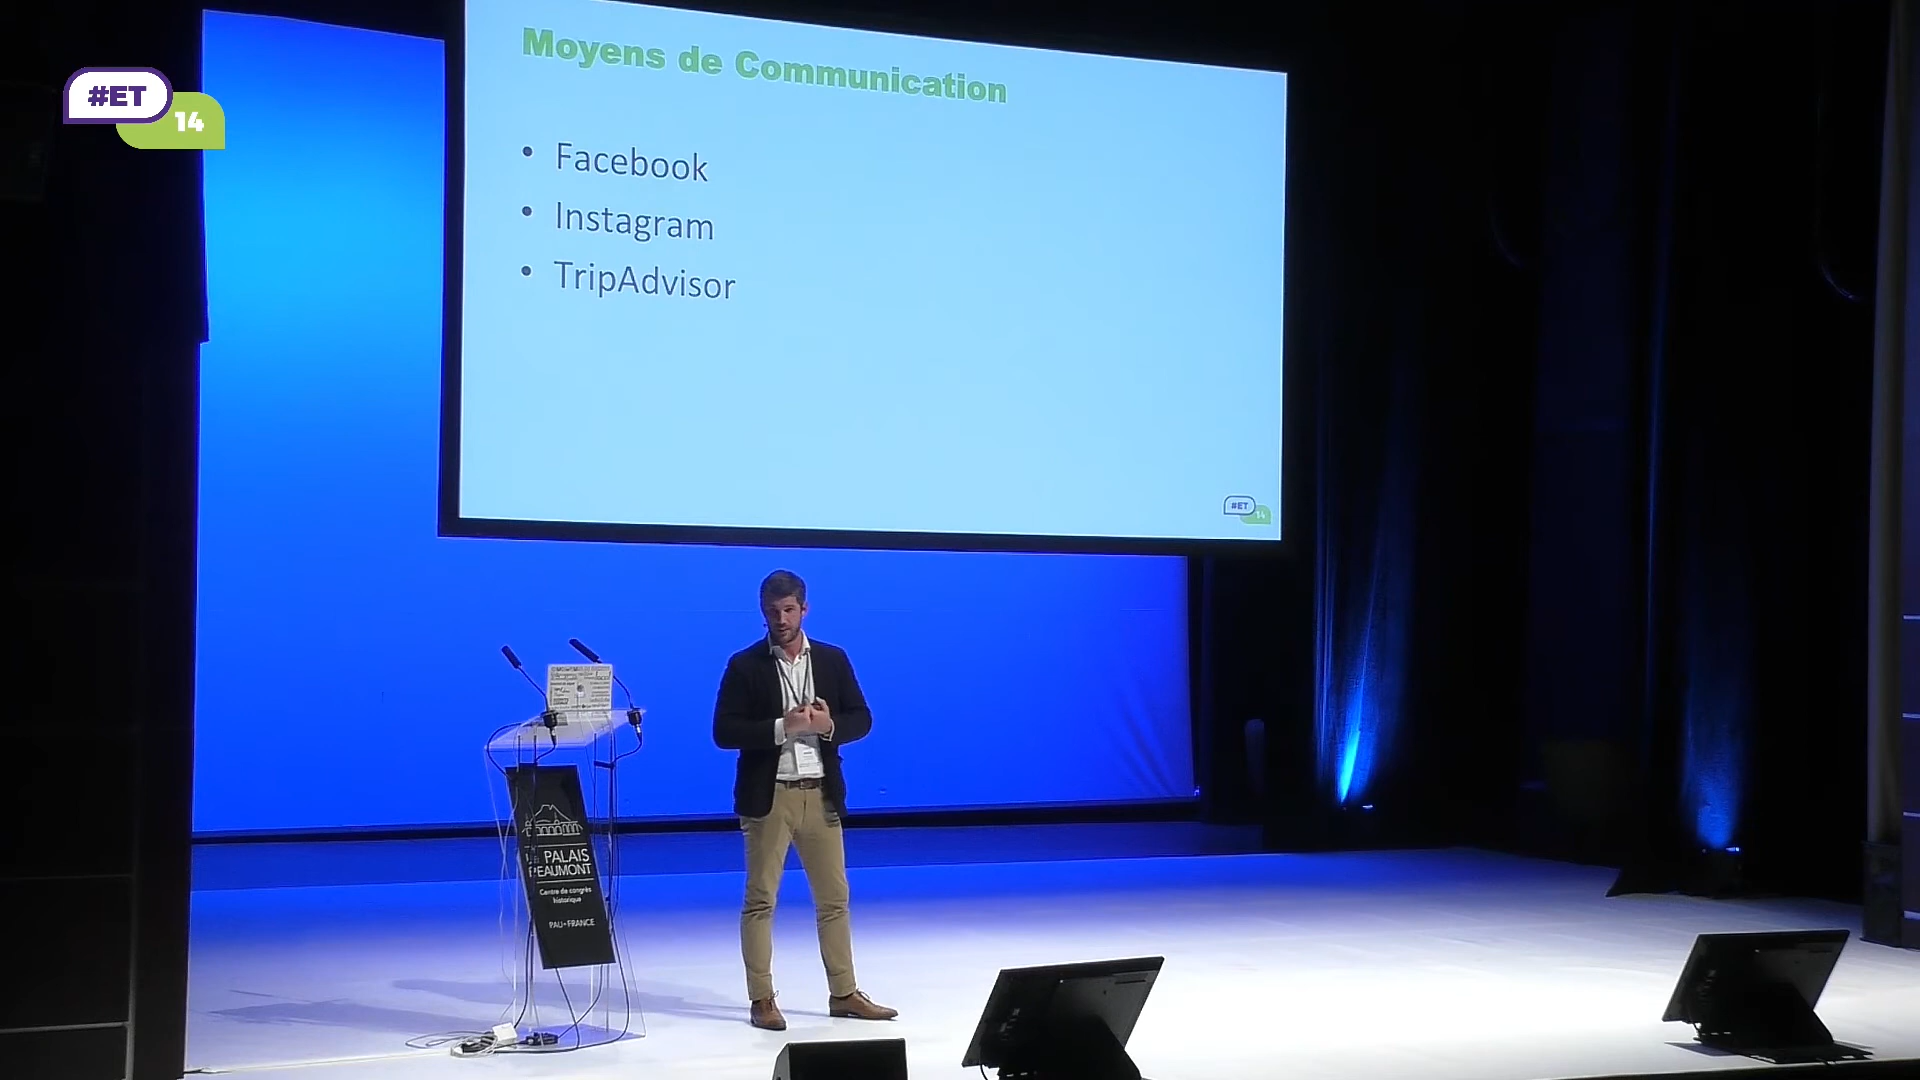 #ET
14
Moyens de Communication
• Facebook
• Instagram
• TripAdvisor
#ET
14
PALAIS
BEAUMONT
Centre de congrès
historique
PAU-FRANCE